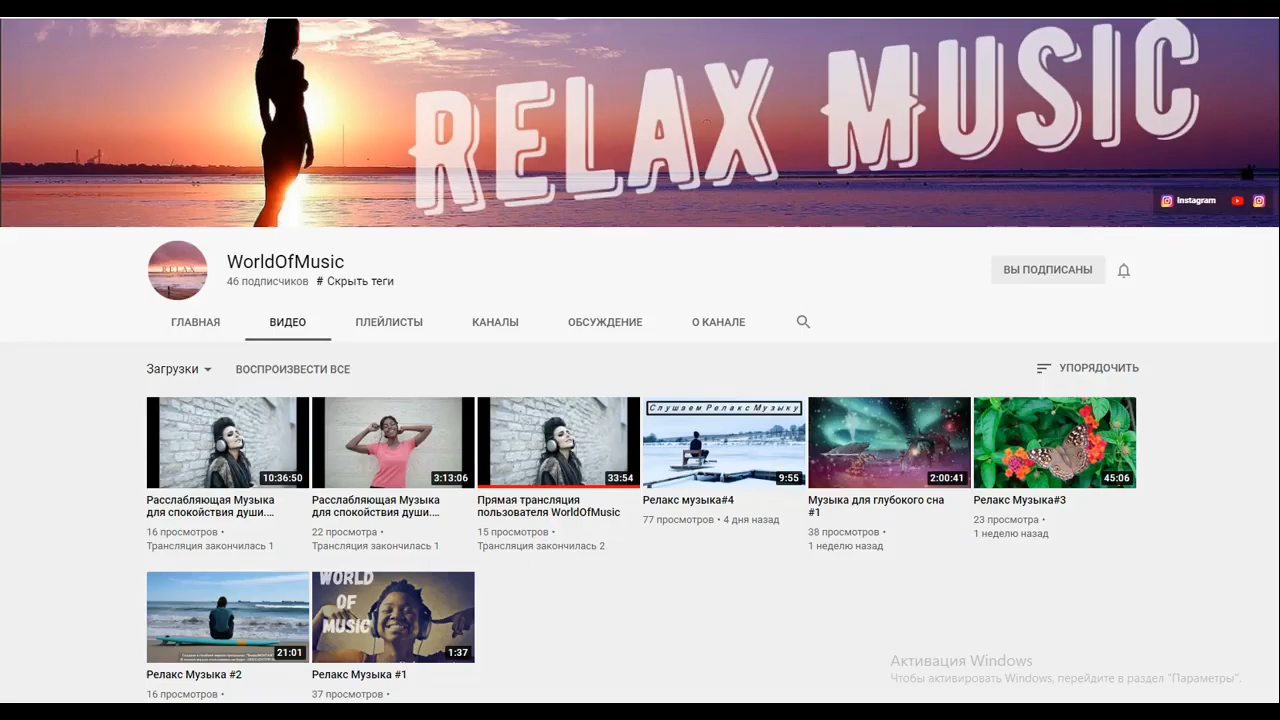 RELAX MUSIC
Instagram
RELAX
WorldOfMusic
46 подписчиков # Скрыть теги
ВЫ ПОДПИСАНЫ
ГЛАВНАЯ ВИДЕО ПЛЕЙЛИСТЫ КАНАЛЫ ОБСУЖДЕНИЕ О КАНАЛЕ
Загрузки ВОСПРОИЗВЕСТИ ВСЕ УПОРЯДОЧИТЬ
10:36:50
Расслабляющая Музыка
для спокойствия души....
16 просмотров •
Трансляция закончилась 1
3:13:06
Расслабляющая Музыка
для спокойствия души....
22 просмотра •
Трансляция закончилась 1
33:54
Прямая трансляция
пользователя WorldOfMusic
15 просмотров •
Трансляция закончилась 2
Слушаем Релакс Музыку
9:55
Релакс музыка#4
77 просмотров • 4 дня назад
2:00:41
Музыка для глубокого сна
#1
38 просмотров •
1 неделю назад
45:06
Релакс Музыка#3
23 просмотра •
1 неделю назад
21:01
Релакс Музыка #2
16 просмотров •
WORLD
OF
MUSIC
1:37
Релакс Музыка #1
37 просмотров •
Активация Windows
Чтобы активировать Windows, перейдите в раздел "Параметры".